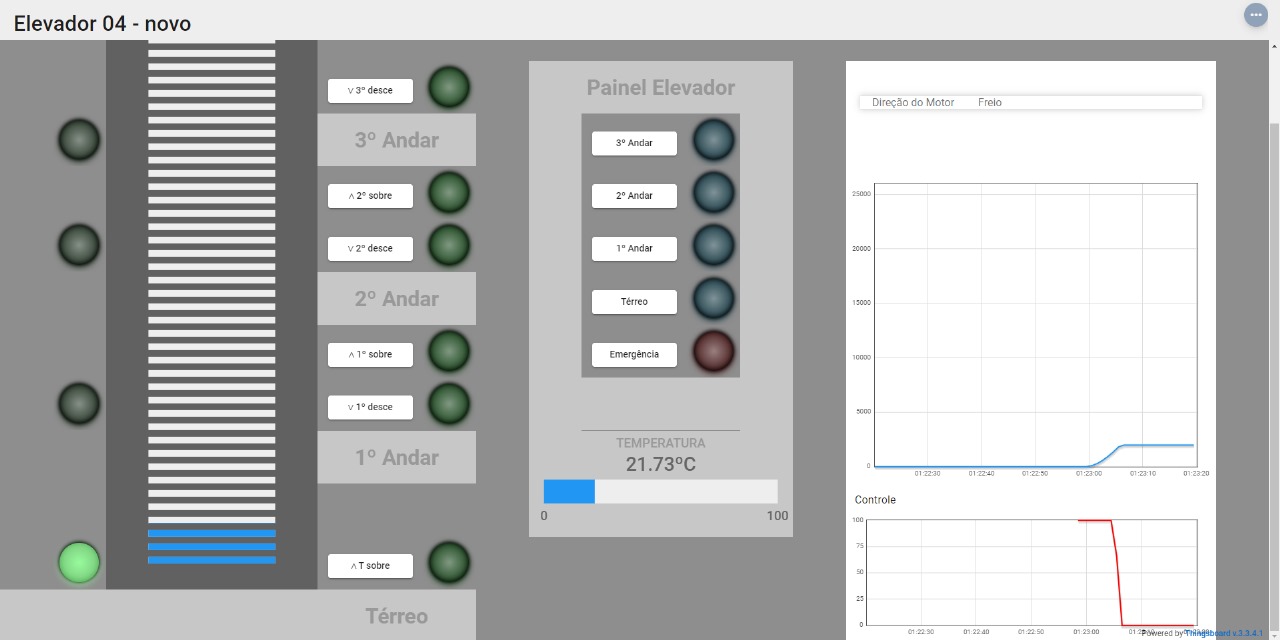 Elevador 04 - novo
v 3º desce
3º Andar
^ 2º sobre
v 2º desce
2º Andar
^ 1º sobre
v 1º desce
1º Andar
^ T sobre
Térreo
Painel Elevador
3º Andar
2º Andar
1º Andar
Térreo
Emergência
TEMPERATURA
21.73ºC
0 100
Direção do Motor Freio
25000
20000
15000
10000
5000
0
01:22:30 01:22:40 01:22:50 01:23:00 01:23:10 01:23:20
Controle
100
75
50
25
0
01:22:30 01:22:40 01:22:50 01:23:00
Powered by Thingsboard v.3.3.4.1